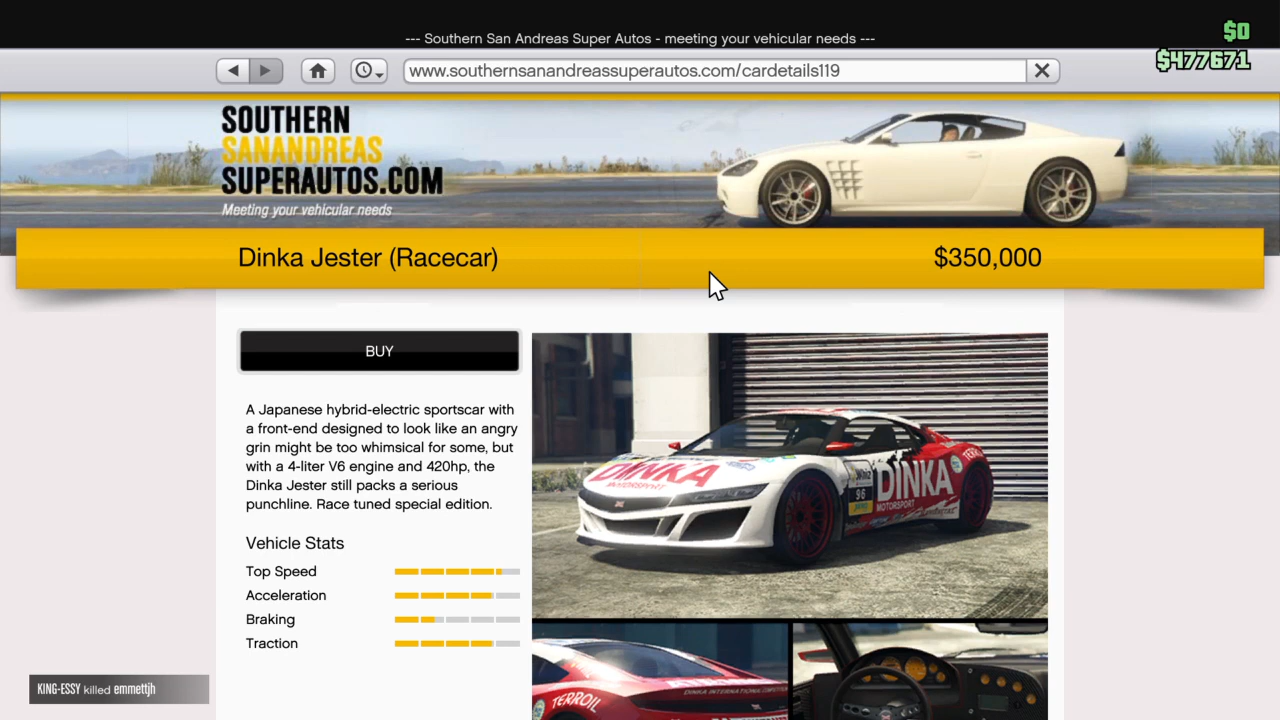 --- Southern San Andreas Super Autos - meeting your vehicular needs ---
$0
$477671
www.southernsanandreassuperautos.com/cardetails119
SOUTHERN
SANANDREAS
SUPERAUTOS.COM
Meeting your vehicular needs
Dinka Jester (Racecar)
$350,000
BUY
A Japanese hybrid-electric sportscar with
a front-end designed to look like an angry
grin might be too whimsical for some, but
with a 4-liter V6 engine and 420hp, the
Dinka Jester still packs a serious
punchline. Race tuned special edition.
Vehicle Stats
Top Speed
Acceleration
Braking
Traction
DINKA
MOTORSPORT
96
DINKA
MOTORSPORT
TERROIL
KING-ESSY killed emmettjh